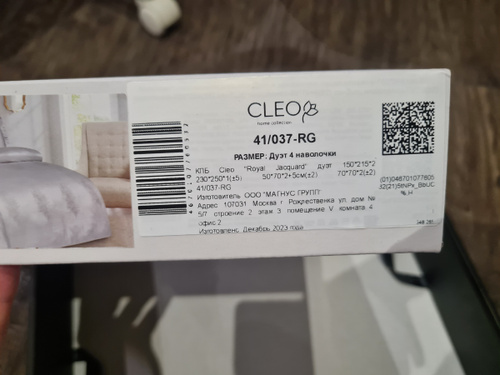 CLEO
home collection
41/037-RG
РАЗМЕР: Дуэт 4 наволочки
КПБ Cleo "Royal Jacquard" дуэт 150*215*2
230*250*1(±5) 50*70*2+5см(±2) 70*70*2(±2)
41/037-RG
Изготовитель ООО "МАГНУС ГРУПП"
Адрес 107031 Москва г Рождественка ул, дом №
5/7 строение 2 этаж 3 помещение V комната 4
офис 2
Изготовлено: Декабрь 2023 года